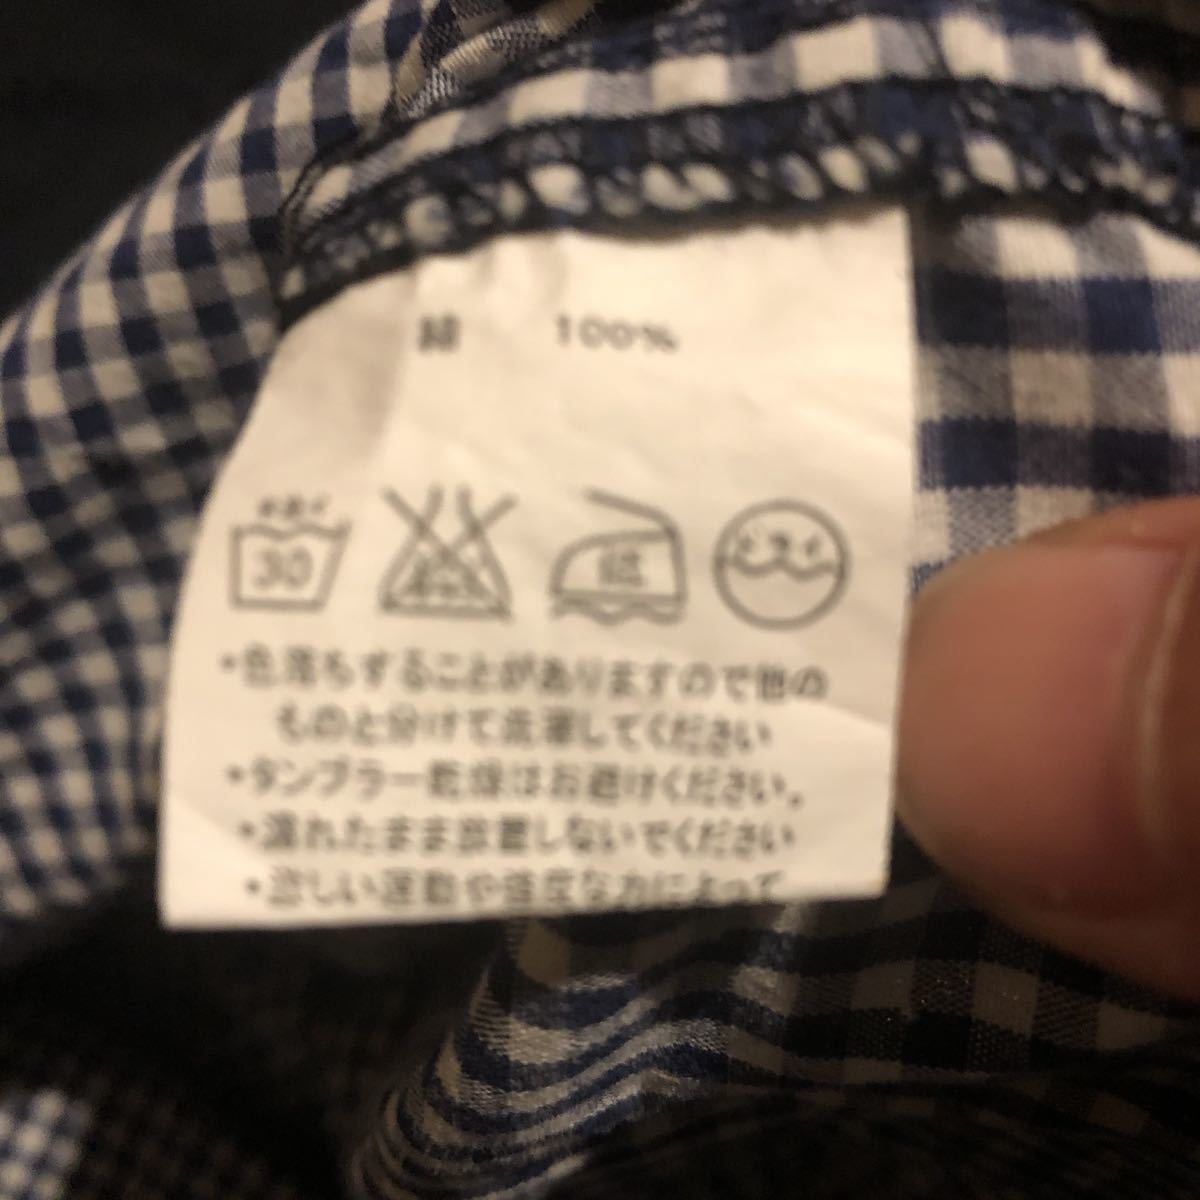 綿 100%
手洗イ
30
エンソ
低
ドライ
・色落ちすることがありますので他の
ものと分けて洗濯してください
・タンブラー乾燥はお避けください。
・濡れたまま放置しないでください
・激しい運動や強度な力によって